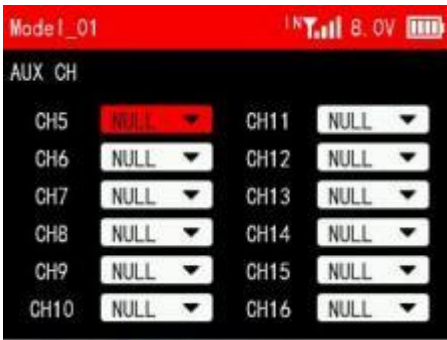 Model_01 IN 8.0V
AUX CH
CH5 NULL CH11 NULL
CH6 NULL CH12 NULL
CH7 NULL CH13 NULL
CH8 NULL CH14 NULL
CH9 NULL CH15 NULL
CH10 NULL CH16 NULL